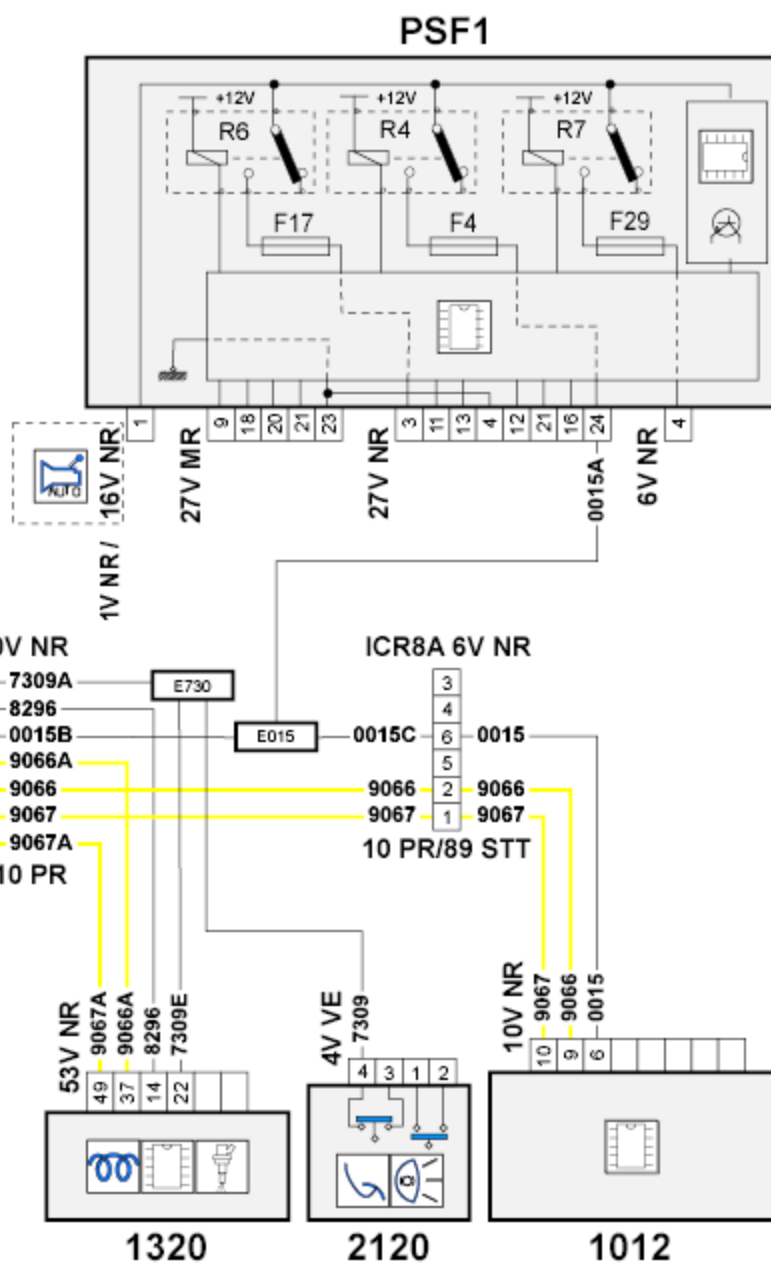 PSF1
+12V +12V +12V
R6 R4 R7
F17 F4 F29
1 9 18 20 21 23 3 11 13 4 12 21 16 24 4
16V NR 27V MR 27V NR 0015A 6V NR
AUTO
1V NR /
0V NR ICR8A 6V NR
7309A E730 3
8296 4
0015B E015 0015C 6 0015
9066A 5
9066 9066 2 9066
9067 9067 1 9067
9067A 10 PR/89 STT
10 PR
53V NR 9067A 9066A 8296 7309E 4V VE 7309 10V NR 9067 9066 0015
49 37 14 22 4 3 1 2 10 9 6
1320 2120 1012